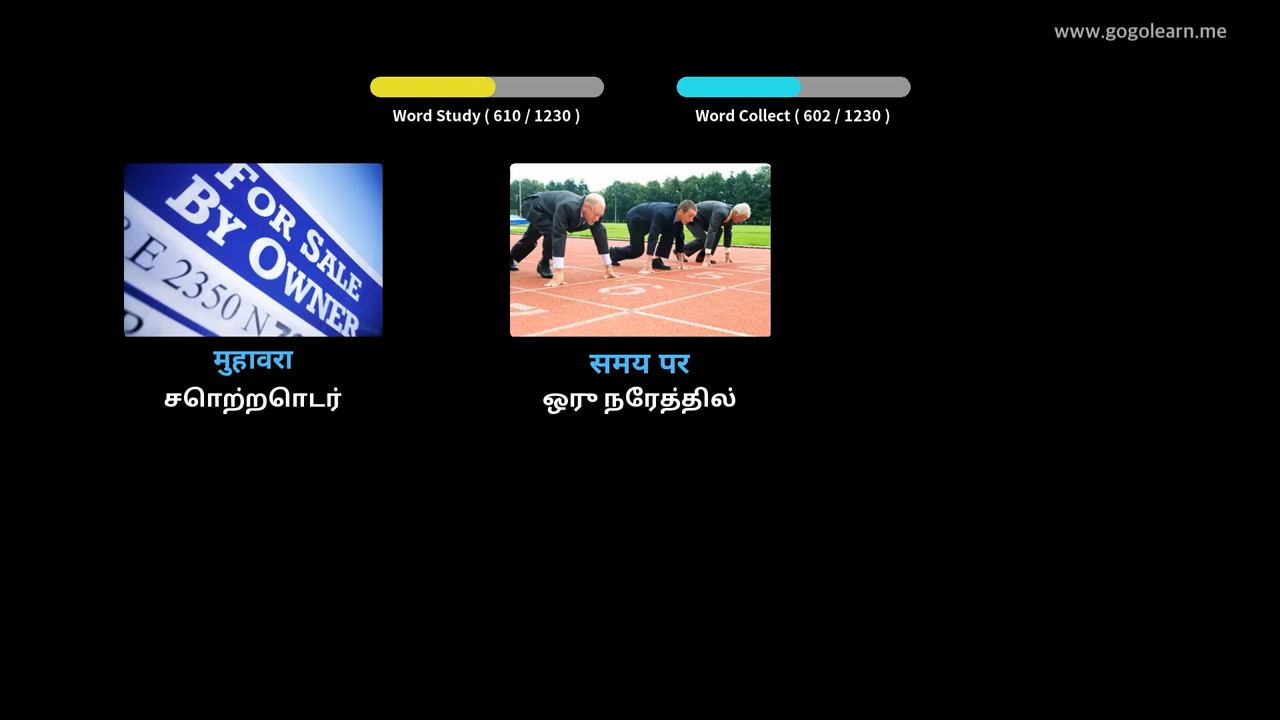 www.gogolearn.me
Word Study ( 610 / 1230 )
Word Collect ( 602 / 1230 )
FOR SALE
BY OWNER
E 2350 N
मुहावरा
சொற்றொடர்
समय पर
ஒரு நேரத்தில்